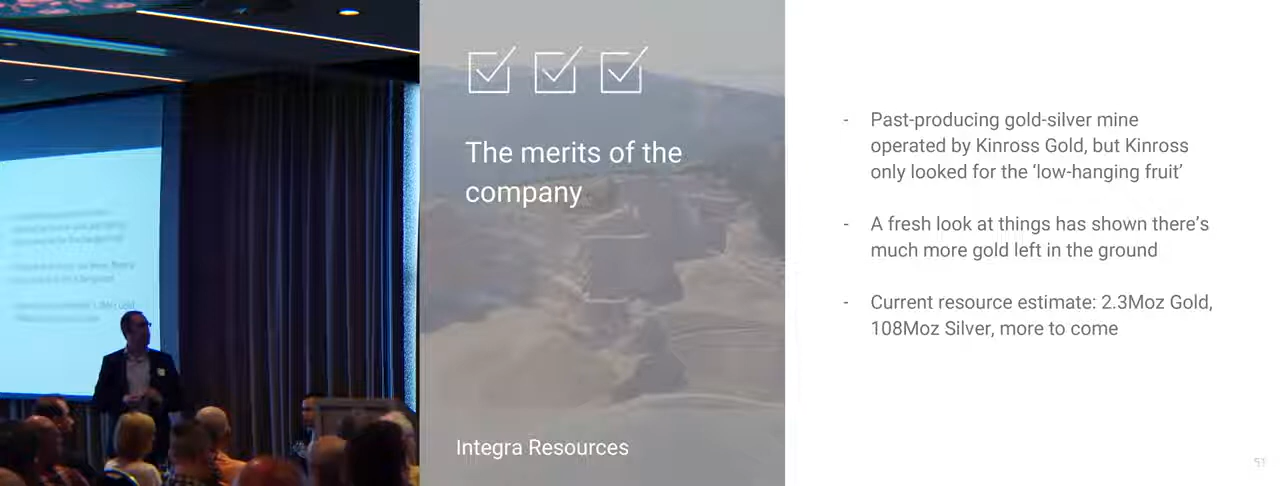 The merits of the
company
Integra Resources
- Past-producing gold-silver mine
operated by Kinross Gold, but Kinross
only looked for the ‘low-hanging fruit’
- A fresh look at things has shown there’s
much more gold left in the ground
- Current resource estimate: 2.3Moz Gold,
108Moz Silver, more to come